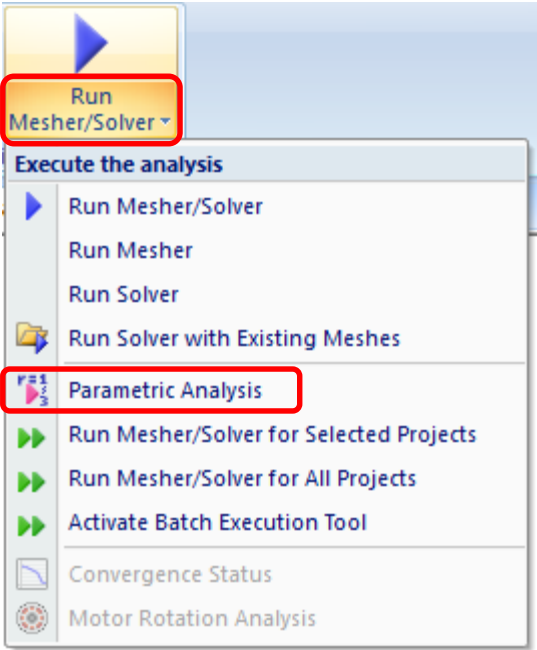 Run
Mesher/Solver
Execute the analysis
Run Mesher/Solver
Run Mesher
Run Solver
Run Solver with Existing Meshes
r=1
3
Parametric Analysis
Run Mesher/Solver for Selected Projects
Run Mesher/Solver for All Projects
Activate Batch Execution Tool
Convergence Status
Motor Rotation Analysis